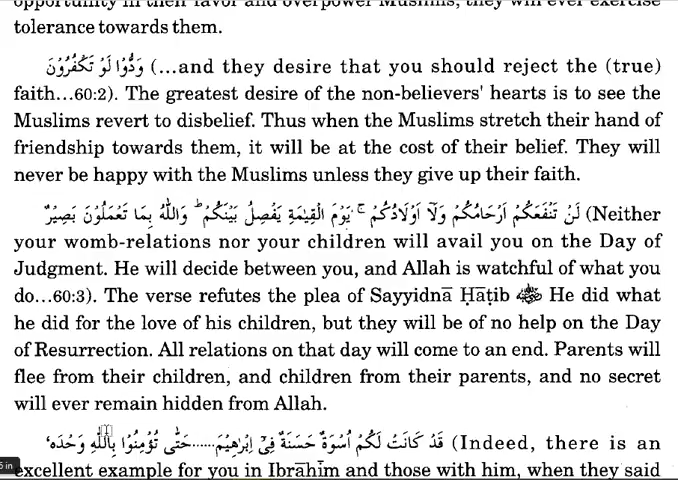 opportunity in their favor and overpower Muslims, they will ever exercise
tolerance towards them.
وَدُّوْا لَوْ تَكْفُرُوْنَ (...and they desire that you should reject the (true)
faith...60:2). The greatest desire of the non-believers' hearts is to see the
Muslims revert to disbelief. Thus when the Muslims stretch their hand of
friendship towards them, it will be at the cost of their belief. They will
never be happy with the Muslims unless they give up their faith.
لَنْ تَنْفَعَكُمْ اَرْحَامُكُمْ وَلَآ اَوْلَادُكُمْ ۚ يَوْمَ الْقِيٰمَةِ يَفْصِلُ بَيْنَكُمْ ؕ وَاللّٰهُ بِمَا تَعْمَلُوْنَ بَصِيْرٌ (Neither
your womb-relations nor your children will avail you on the Day of
Judgment. He will decide between you, and Allah is watchful of what you
do...60:3). The verse refutes the plea of Sayyidnā Ḥāṭib ﷺ He did what
he did for the love of his children, but they will be of no help on the Day
of Resurrection. All relations on that day will come to an end. Parents will
flee from their children, and children from their parents, and no secret
will ever remain hidden from Allah.
قَدْ كَانَتْ لَكُمْ اُسْوَةٌ حَسَنَةٌ فِىْٓ اِبْرٰهِيْمَ......حَتّٰى تُؤْمِنُوْا بِاللّٰهِ وَحْدَهٗ (Indeed, there is an
excellent example for you in Ibrāhīm and those with him, when they said